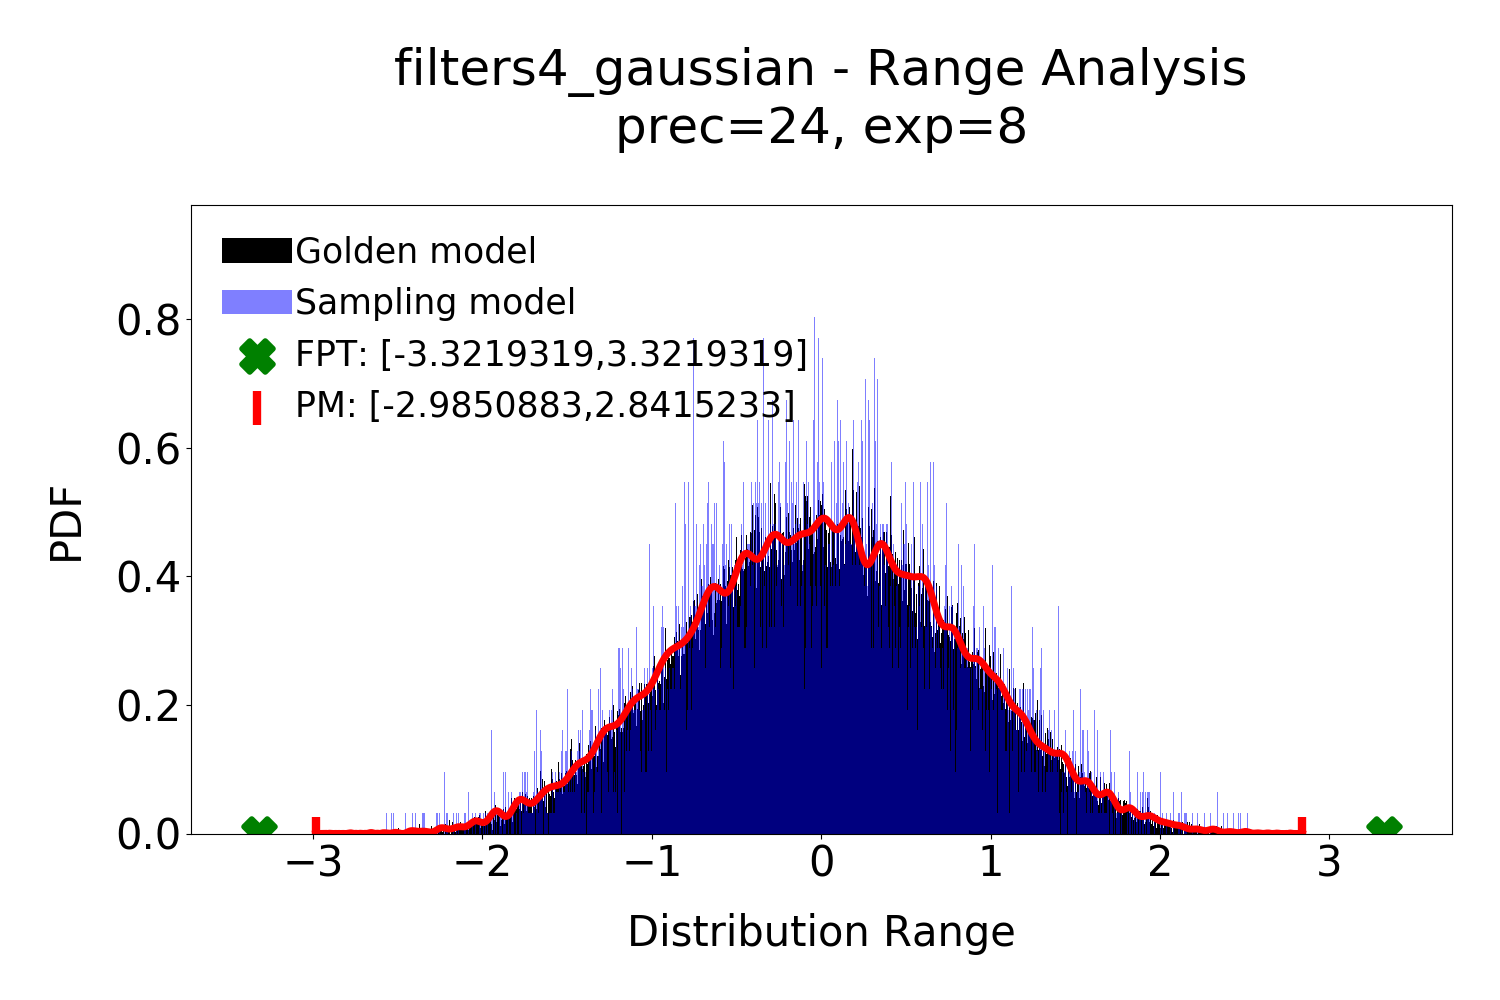 filters4_gaussian - Range Analysis
prec=24, exp=8
Golden model
Sampling model
FPT: [-3.3219319,3.3219319]
PM: [-2.9850883,2.8415233]
PDF
0.8
0.6
0.4
0.2
0.0
−3 −2 −1 0 1 2 3
Distribution Range